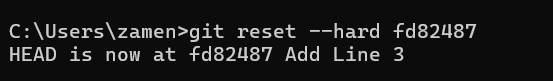 C:\Users\zamen>git reset --hard fd82487
HEAD is now at fd82487 Add Line 3